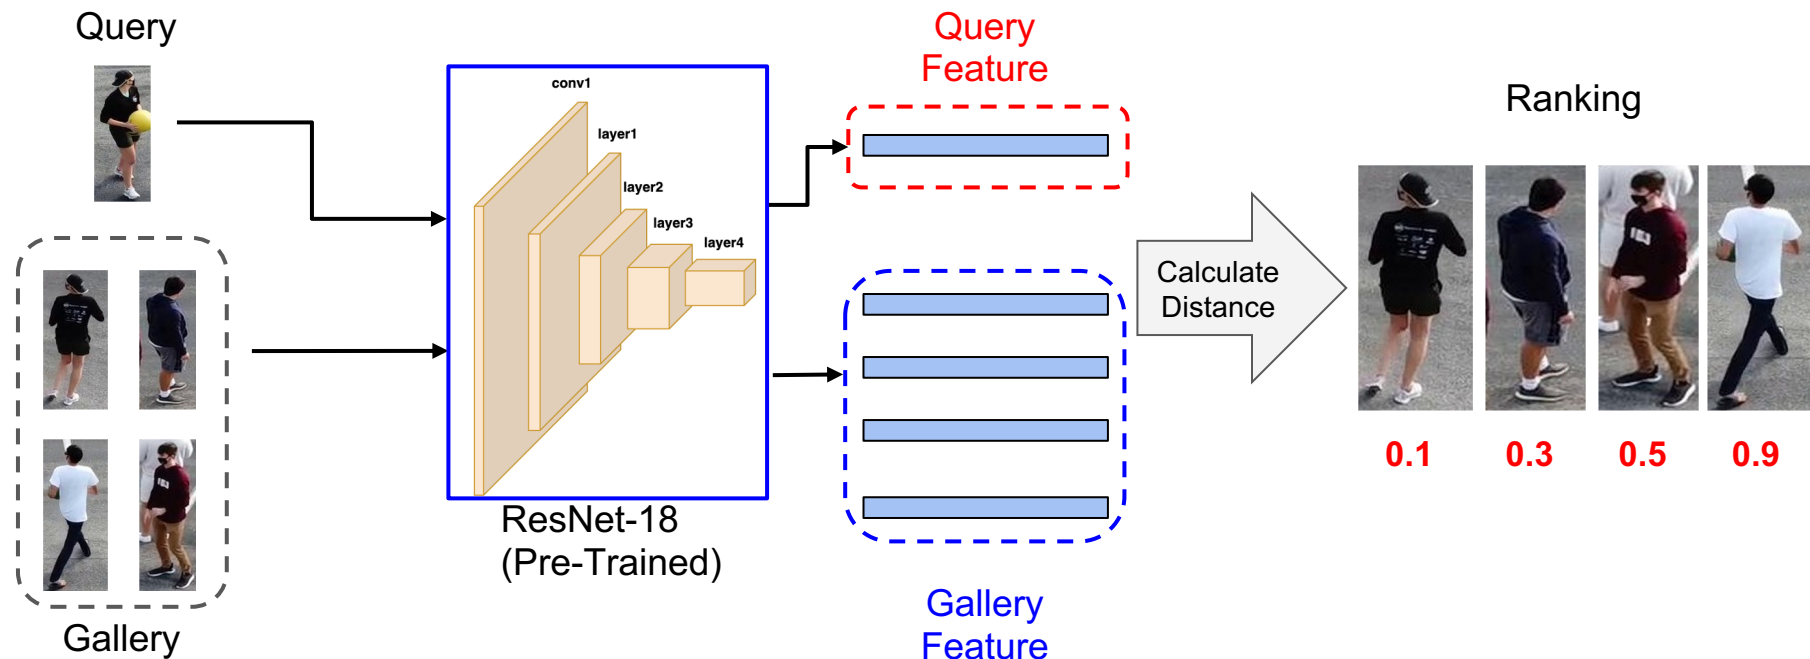 Query
Gallery
conv1
layer1
layer2
layer3
layer4
ResNet-18
(Pre-Trained)
Query
Feature
Gallery
Feature
Calculate
Distance
Ranking
0.1
0.3
0.5
0.9